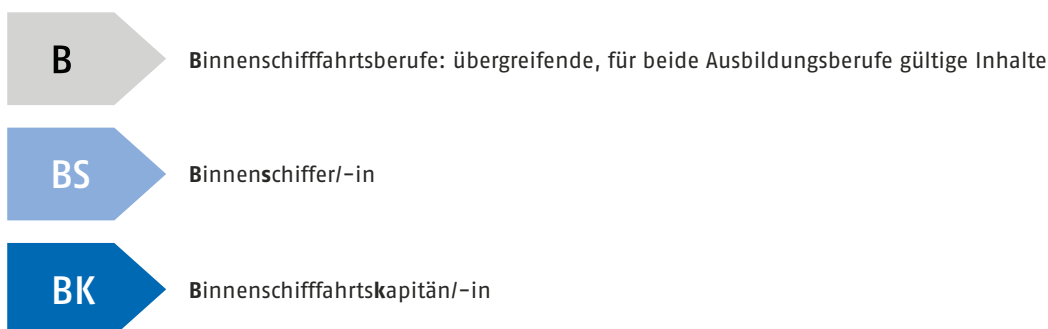 B Binnenschifffahrtsberufe: übergreifende, für beide Ausbildungsberufe gültige Inhalte
BS Binnenschiffer/-in
BK Binnenschifffahrtskapitän/-in